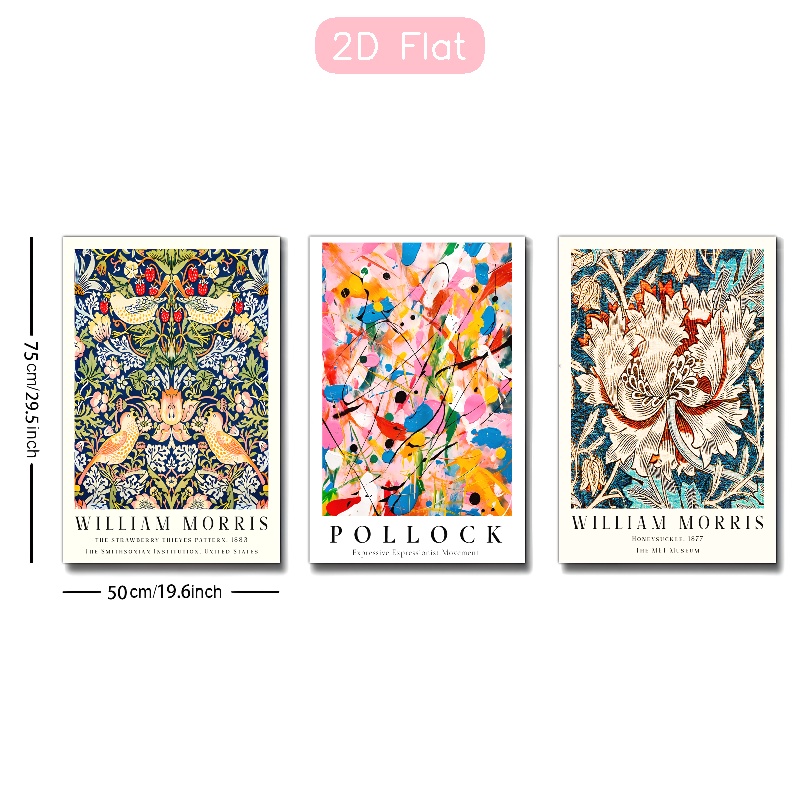 2D Flat
75cm/29.5inch
WILLIAM MORRIS
THE STRAWBERRY THIEVES PATTERN, 1883
THE SMITHSONIAN INSTITUTION, UNITED STATES
POLLOCK
Expressive Expressionist Movement
WILLIAM MORRIS
HONEYSUCKLE, 1877
THE MET MUSEUM
50cm/19.6inch